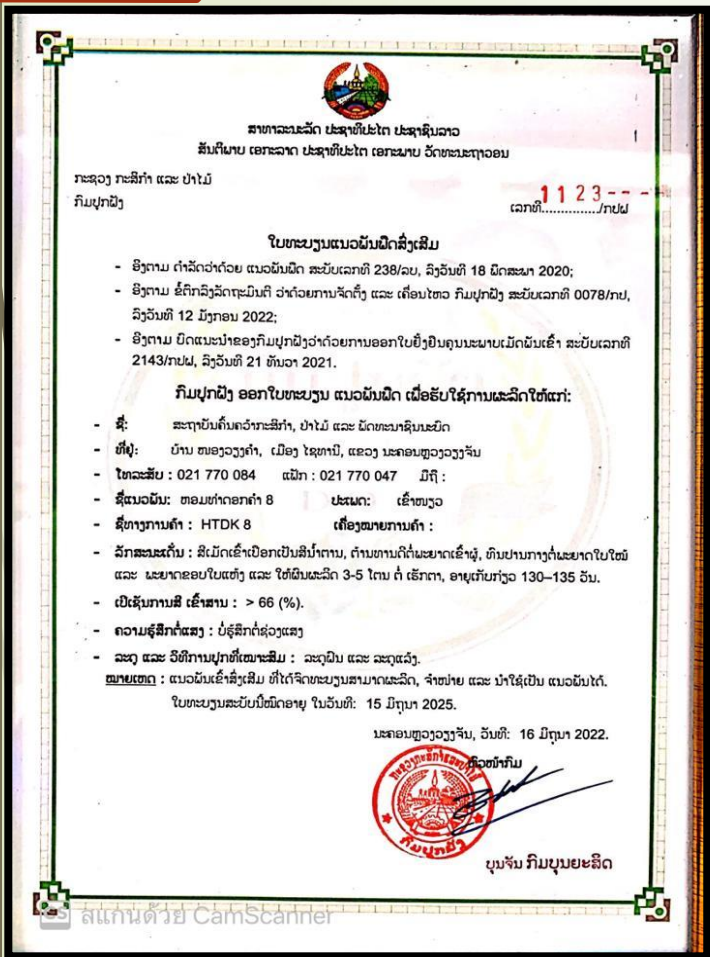 ສາທາລະນະລັດ ປະຊາທິປະໄຕ ປະຊາຊົນລາວ
ສັນຕິພາບ ເອກະລາດ ປະຊາທິປະໄຕ ເອກະພາບ ວັດທະນະຖາວອນ
ກະຊວງ ກະສິກຳ ແລະ ປ່າໄມ້
ກົມປູກຝັງ
ເລກທີ 1123 /ກປຝ
ໃບທະບຽນແນວພັນພືດສົ່ງເສີມ
- ອີງຕາມ ດຳລັດວ່າດ້ວຍ ແນວພັນພືດ ສະບັບເລກທີ 238/ລບ, ລົງວັນທີ 18 ພຶດສະພາ 2020;
- ອີງຕາມ ຂໍ້ຕົກລົງລັດຖະມົນຕີ ວ່າດ້ວຍການຈັດຕັ້ງ ແລະ ເຄື່ອນໄຫວ ກົມປູກຝັງ ສະບັບເລກທີ 0078/ກປ,
ລົງວັນທີ 12 ມັງກອນ 2022;
- ອີງຕາມ ບົດແນະນຳຂອງກົມປູກຝັງວ່າດ້ວຍການອອກໃບຢັ້ງຢືນຄຸນນະພາບເມັດພັນເຂົ້າ ສະບັບເລກທີ
2143/ກປຝ, ລົງວັນທີ 21 ທັນວາ 2021.
ກົມປູກຝັງ ອອກໃບທະບຽນ ແນວພັນພືດ ເພື່ອຮັບໃຊ້ການຜະລິດໃຫ້ແກ່:
- ຊື່: ສະຖາບັນຄົ້ນຄວ້າກະສິກຳ, ປ່າໄມ້ ແລະ ພັດທະນາຊົນນະບົດ
- ທີ່ຢູ່: ບ້ານ ໜອງວຽງຄຳ, ເມືອງ ໄຊທານີ, ແຂວງ ນະຄອນຫຼວງວຽງຈັນ
- ໂທລະສັບ : 021 770 084 ແຟັກ : 021 770 047 ມືຖື :
- ຊື່ແນວພັນ: ຫອມທ່າດອກຄຳ 8 ປະເພດ: ເຂົ້າໜຽວ
- ຊື່ທາງການຄ້າ : HTDK 8 ເຄື່ອງໝາຍການຄ້າ :
- ລັກສະນະເດັ່ນ : ສີເມັດເຂົ້າເປືອກເປັນສີນ້ຳຕານ, ຕ້ານທານດີຕໍ່ພະຍາດເຂົ້າຜູ້, ທົນປານກາງຕໍ່ພະຍາດໃບໃໝ້
ແລະ ພະຍາດຂອບໃບແຫ້ງ ແລະ ໃຫ້ຜົນຜະລິດ 3-5 ໂຕນ ຕໍ່ ເຮັກຕາ, ອາຍຸເກັບກ່ຽວ 130–135 ວັນ.
- ເປີເຊັນການສີ ເຂົ້າສານ : > 66 (%).
- ຄວາມຮູ້ສຶກຕໍ່ແສງ : ບໍ່ຮູ້ສຶກຕໍ່ຊ່ວງແສງ
- ລະດູ ແລະ ວິທີການປູກທີ່ເໝາະສົມ : ລະດູຝົນ ແລະ ລະດູແລ້ງ.
ໝາຍເຫດ : ແນວພັນເຂົ້າສົ່ງເສີມ ທີ່ໄດ້ຈົດທະບຽນສາມາດຜະລິດ, ຈຳໜ່າຍ ແລະ ນຳໃຊ້ເປັນ ແນວພັນໄດ້.
ໃບທະບຽນສະບັບນີ້ໝົດອາຍຸ ໃນວັນທີ: 15 ມິຖຸນາ 2025.
ນະຄອນຫຼວງວຽງຈັນ, ວັນທີ: 16 ມິຖຸນາ 2022.
ຫົວໜ້າກົມ
ກະຊວງກະສິກຳແລະປ່າໄມ້
ກົມປູກຝັງ
ບຸນຈັນ ກົມບຸນຍະສິດ
CS สแกนด้วย CamScanner